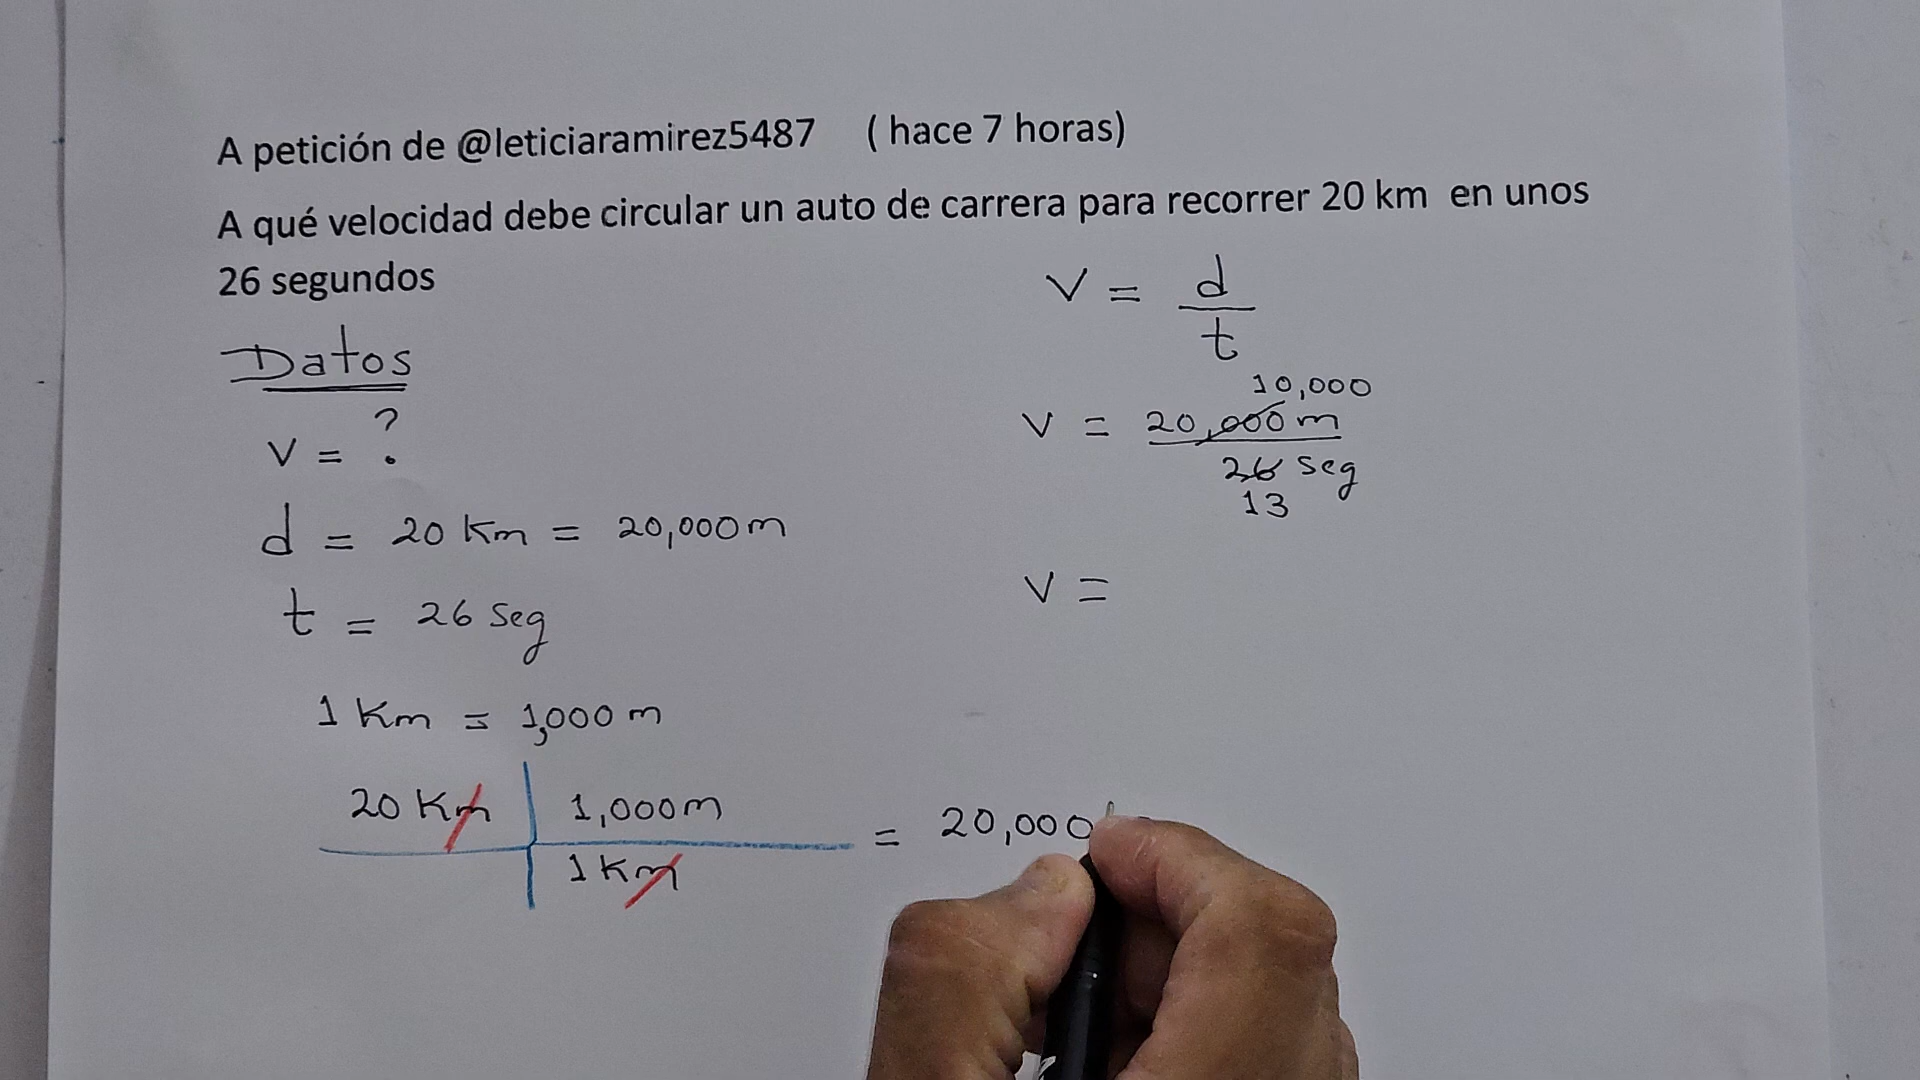 A petición de @leticiaramirez5487 ( hace 7 horas)
A qué velocidad debe circular un auto de carrera para recorrer 20 km en unos
26 segundos
Datos
V = ?
d = 20 Km = 20,000 m
t = 26 seg
1 Km = 1,000 m
20 Km 1,000 m
1 Km
= 20,000
V = d
t
10,000
V = 20,000 m
26 seg
13
V =